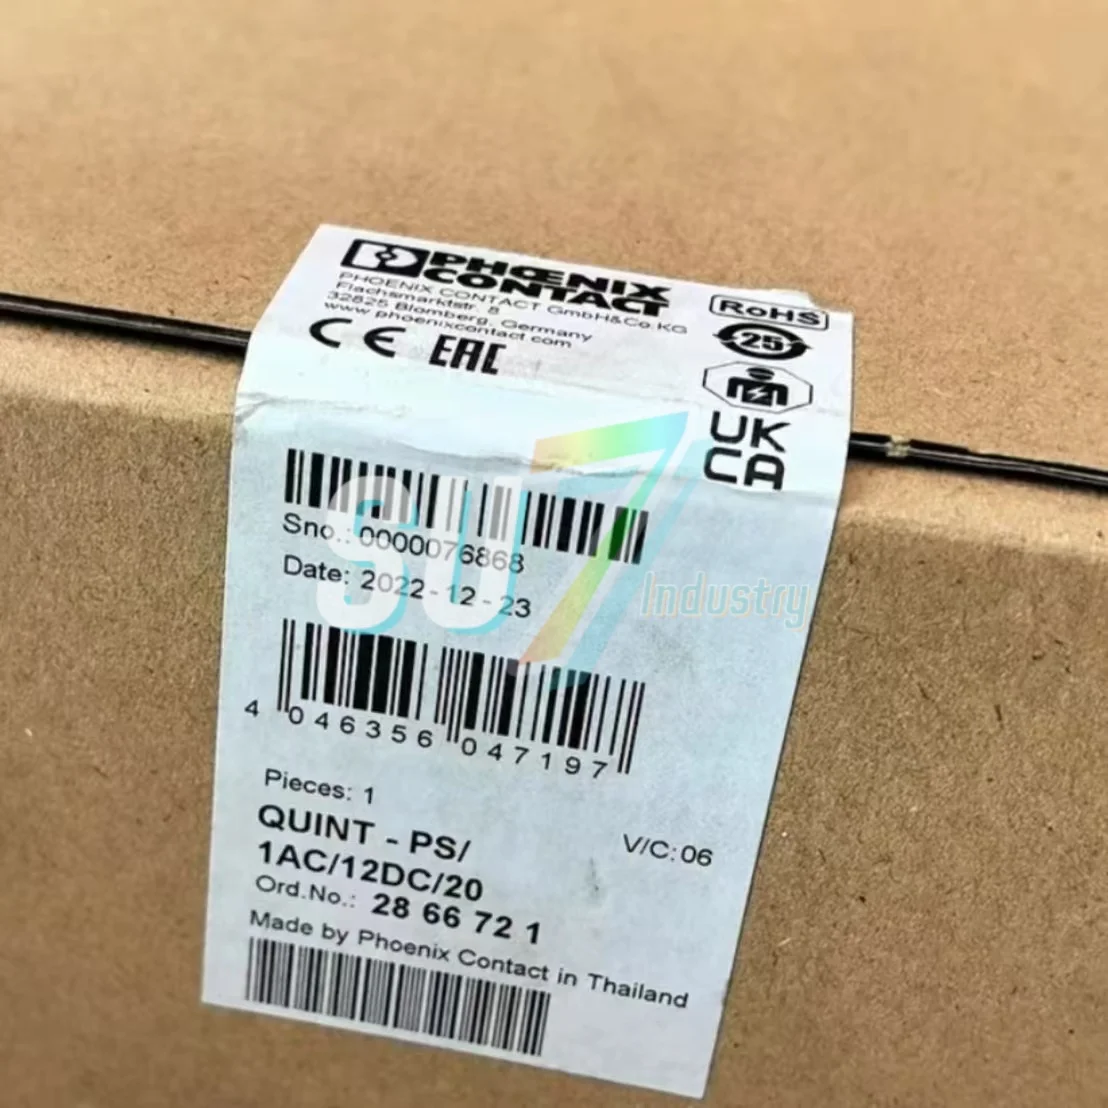 PHŒNIX
CONTACT
PHOENIX CONTACT GmbH&Co.KG
Flachsmarktstr. 8
32825 Blomberg, Germany
www.phoenixcontact.com
CE EAC
RoHS
25
UK
CA
Sno.: 0000076868
Date: 2022-12-23
SU7
Industry
4 046356 047197
Pieces: 1
QUINT - PS/
1AC/12DC/20
V/C: 06
Ord.No.: 28 66 72 1
Made by Phoenix Contact in Thailand